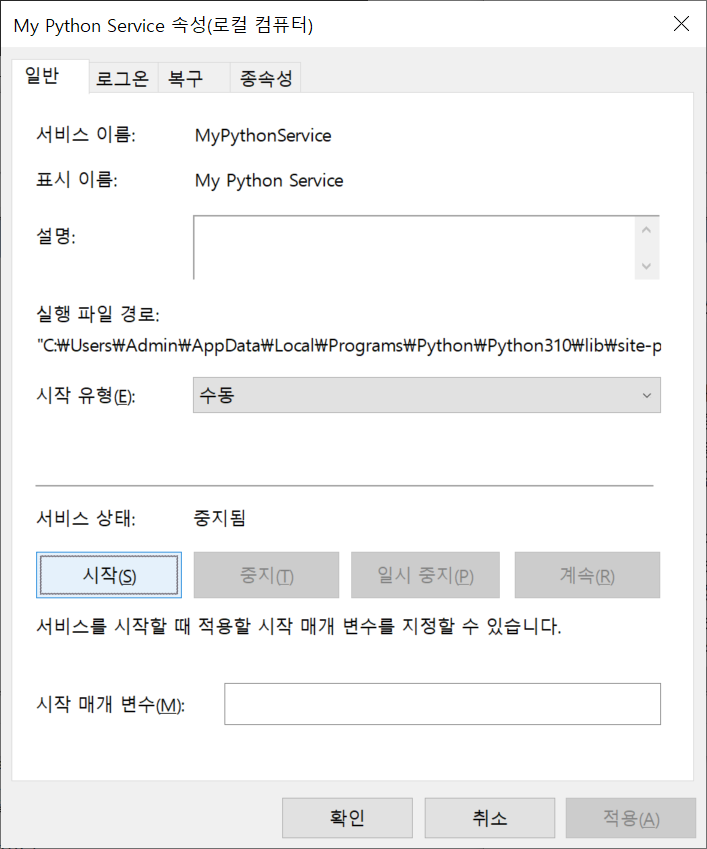 My Python Service 속성(로컬 컴퓨터)
일반 로그온 복구 종속성
서비스 이름: MyPythonService
표시 이름: My Python Service
설명:
실행 파일 경로:
"C:₩Users₩Admin₩AppData₩Local₩Programs₩Python₩Python310₩lib₩site-p
시작 유형(E): 수동
서비스 상태: 중지됨
시작(S) 중지(T) 일시 중지(P) 계속(R)
서비스를 시작할 때 적용할 시작 매개 변수를 지정할 수 있습니다.
시작 매개 변수(M):
확인 취소 적용(A)